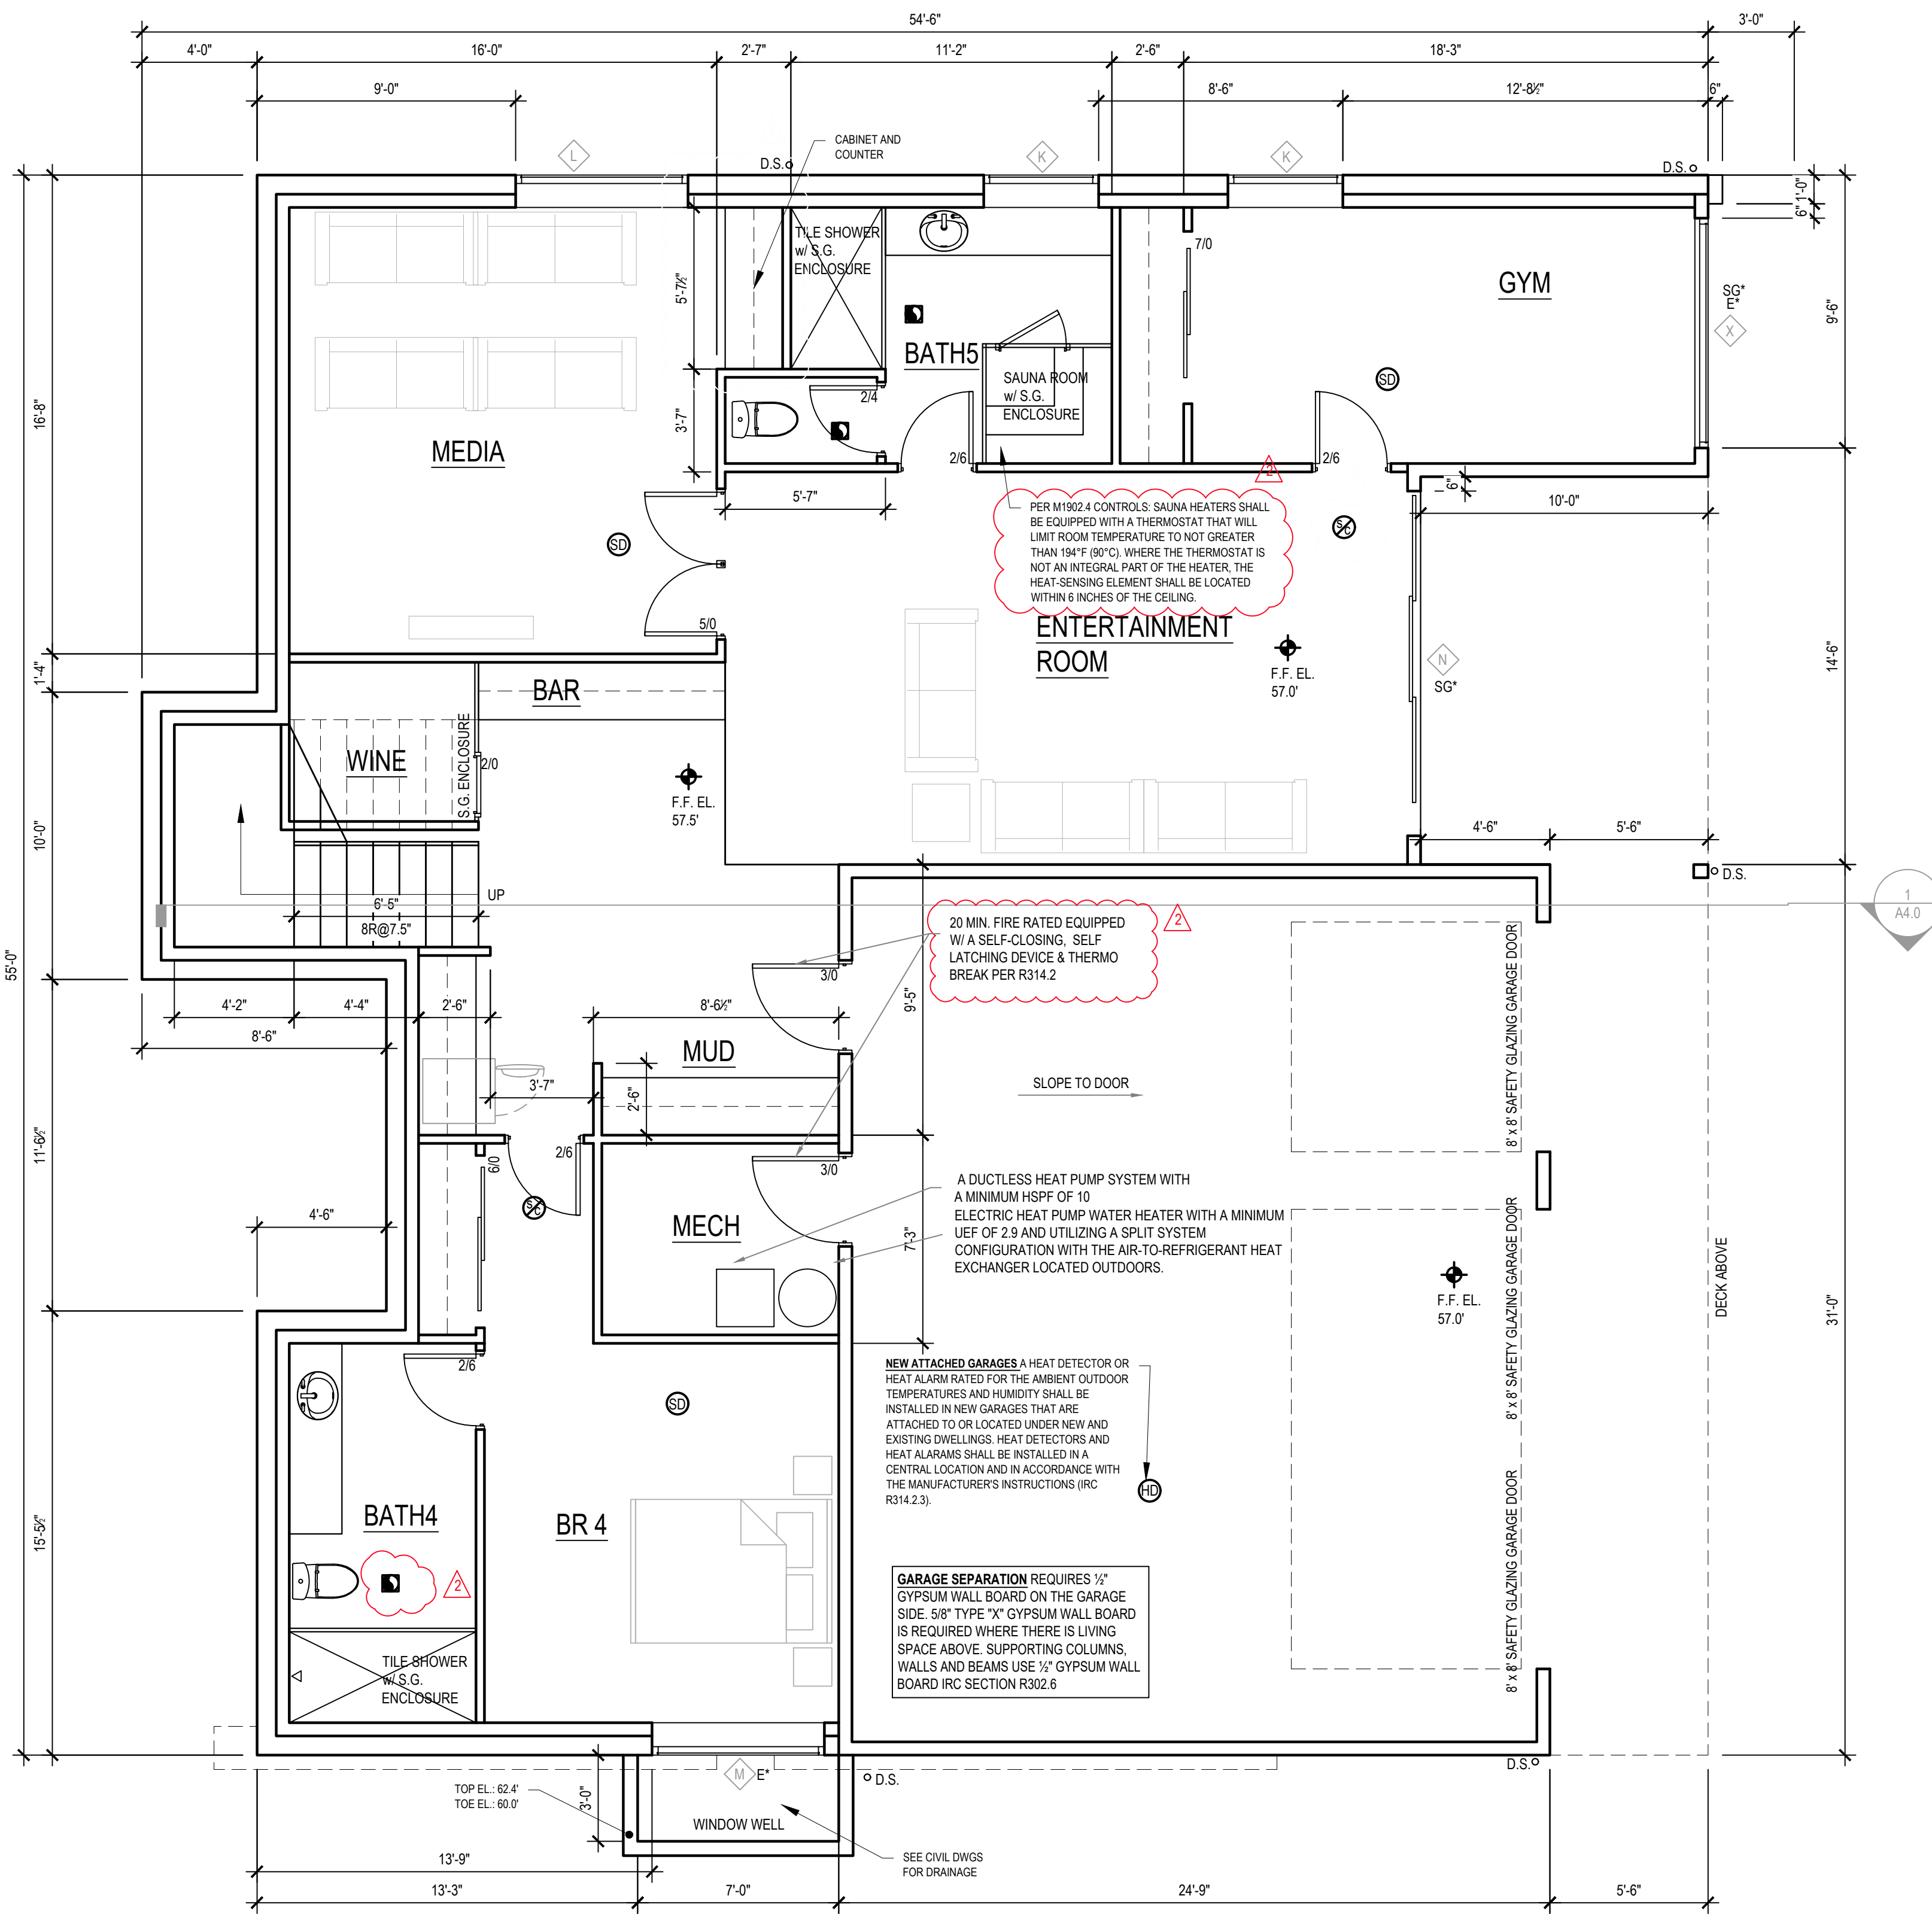 54'-6"
3'-0"
4'-0"
16'-0"
2'-7"
11'-2"
2'-6"
18'-3"
9'-0"
8'-6"
12'-8½"
6"
CABINET AND
COUNTER
L
D.S.
K
K
D.S.
1'-0"
6"
TILE SHOWER
w/ S.G.
ENCLOSURE
7/0
GYM
SG*
E*
X
9'-6"
5'-7½"
BATH5
SAUNA ROOM
w/ S.G.
ENCLOSURE
SD
2/4
16'-8"
3'-7"
MEDIA
2/6
2/6
2
6"
5'-7"
10'-0"
PER M1902.4 CONTROLS: SAUNA HEATERS SHALL
BE EQUIPPED WITH A THERMOSTAT THAT WILL
LIMIT ROOM TEMPERATURE TO NOT GREATER
THAN 194°F (90°C). WHERE THE THERMOSTAT IS
NOT AN INTEGRAL PART OF THE HEATER, THE
HEAT-SENSING ELEMENT SHALL BE LOCATED
WITHIN 6 INCHES OF THE CEILING.
S/C
SD
5/0
ENTERTAINMENT
ROOM
F.F. EL.
57.0'
N
SG*
14'-6"
1'-4"
BAR
WINE
S.G. ENCLOSURE
2/0
F.F. EL.
57.5'
10'-0"
4'-6"
5'-6"
UP
6'-5"
8R@7.5"
D.S.
1
A4.0
20 MIN. FIRE RATED EQUIPPED
W/ A SELF-CLOSING, SELF
LATCHING DEVICE & THERMO
BREAK PER R314.2
2
3/0
55'-0"
4'-2"
4'-4"
2'-6"
8'-6½"
9'-5"
8'-6"
MUD
3'-7"
2'-6"
SLOPE TO DOOR
8' x 8' SAFETY GLAZING GARAGE DOOR
11'-6½"
6/0
2/6
3/0
S/C
A DUCTLESS HEAT PUMP SYSTEM WITH
A MINIMUM HSPF OF 10
ELECTRIC HEAT PUMP WATER HEATER WITH A MINIMUM
UEF OF 2.9 AND UTILIZING A SPLIT SYSTEM
CONFIGURATION WITH THE AIR-TO-REFRIGERANT HEAT
EXCHANGER LOCATED OUTDOORS.
4'-6"
MECH
7'-3"
8' x 8' SAFETY GLAZING GARAGE DOOR
F.F. EL.
57.0'
DECK ABOVE
31'-0"
2/6
SD
NEW ATTACHED GARAGES A HEAT DETECTOR OR
HEAT ALARM RATED FOR THE AMBIENT OUTDOOR
TEMPERATURES AND HUMIDITY SHALL BE
INSTALLED IN NEW GARAGES THAT ARE
ATTACHED TO OR LOCATED UNDER NEW AND
EXISTING DWELLINGS. HEAT DETECTORS AND
HEAT ALARAMS SHALL BE INSTALLED IN A
CENTRAL LOCATION AND IN ACCORDANCE WITH
THE MANUFACTURER'S INSTRUCTIONS (IRC
R314.2.3).
HD
15'-5½"
BATH4
BR 4
8' x 8' SAFETY GLAZING GARAGE DOOR
2
GARAGE SEPARATION REQUIRES ½"
GYPSUM WALL BOARD ON THE GARAGE
SIDE. 5/8" TYPE "X" GYPSUM WALL BOARD
IS REQUIRED WHERE THERE IS LIVING
SPACE ABOVE. SUPPORTING COLUMNS,
WALLS AND BEAMS USE ½" GYPSUM WALL
BOARD IRC SECTION R302.6
TILE SHOWER
w/ S.G.
ENCLOSURE
M
E*
D.S.
D.S.
TOP EL.: 62.4'
TOE EL.: 60.0'
3'-0"
WINDOW WELL
SEE CIVIL DWGS
FOR DRAINAGE
13'-9"
13'-3"
7'-0"
24'-9"
5'-6"